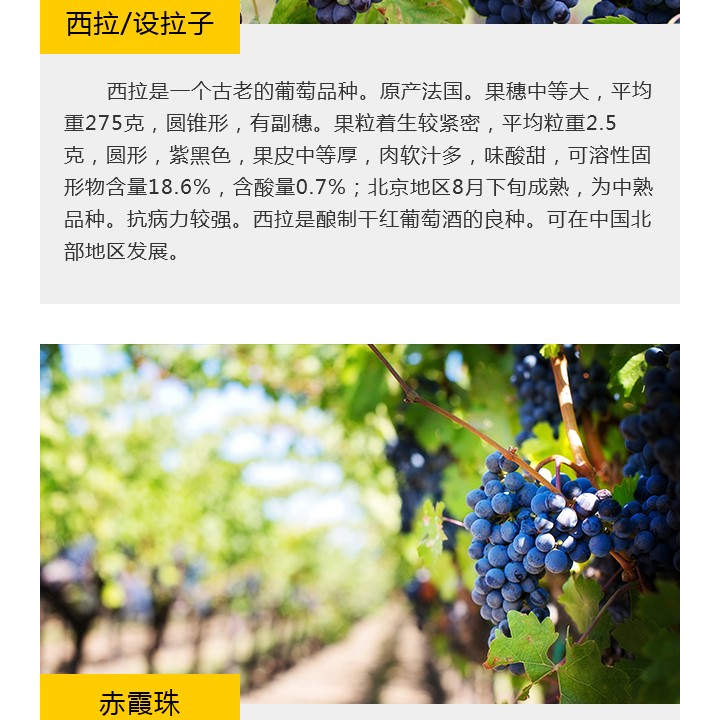 西拉/设拉子
西拉是一个古老的葡萄品种。原产法国。果穗中等大，平均
重275克，圆锥形，有副穗。果粒着生较紧密，平均粒重2.5
克，圆形，紫黑色，果皮中等厚，肉软汁多，味酸甜，可溶性固
形物含量18.6%，含酸量0.7%；北京地区8月下旬成熟，为中熟
品种。抗病力较强。西拉是酿制干红葡萄酒的良种。可在中国北
部地区发展。
赤霞珠